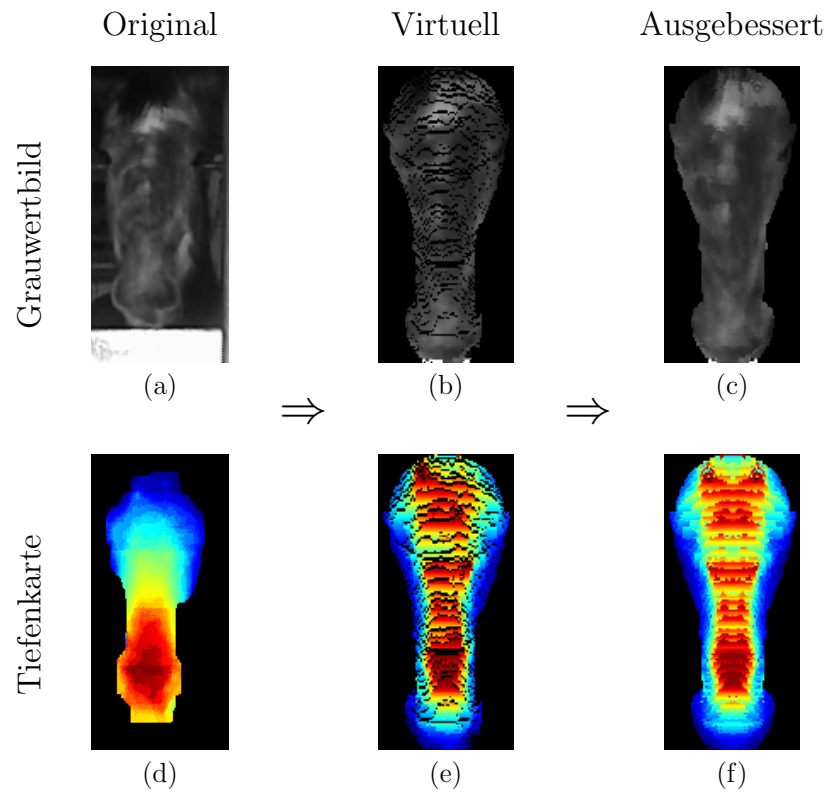 Original Virtuell Ausgebessert
Grauwertbild
(a) (b) (c)
⇒ ⇒
Tiefenkarte
(d) (e) (f)